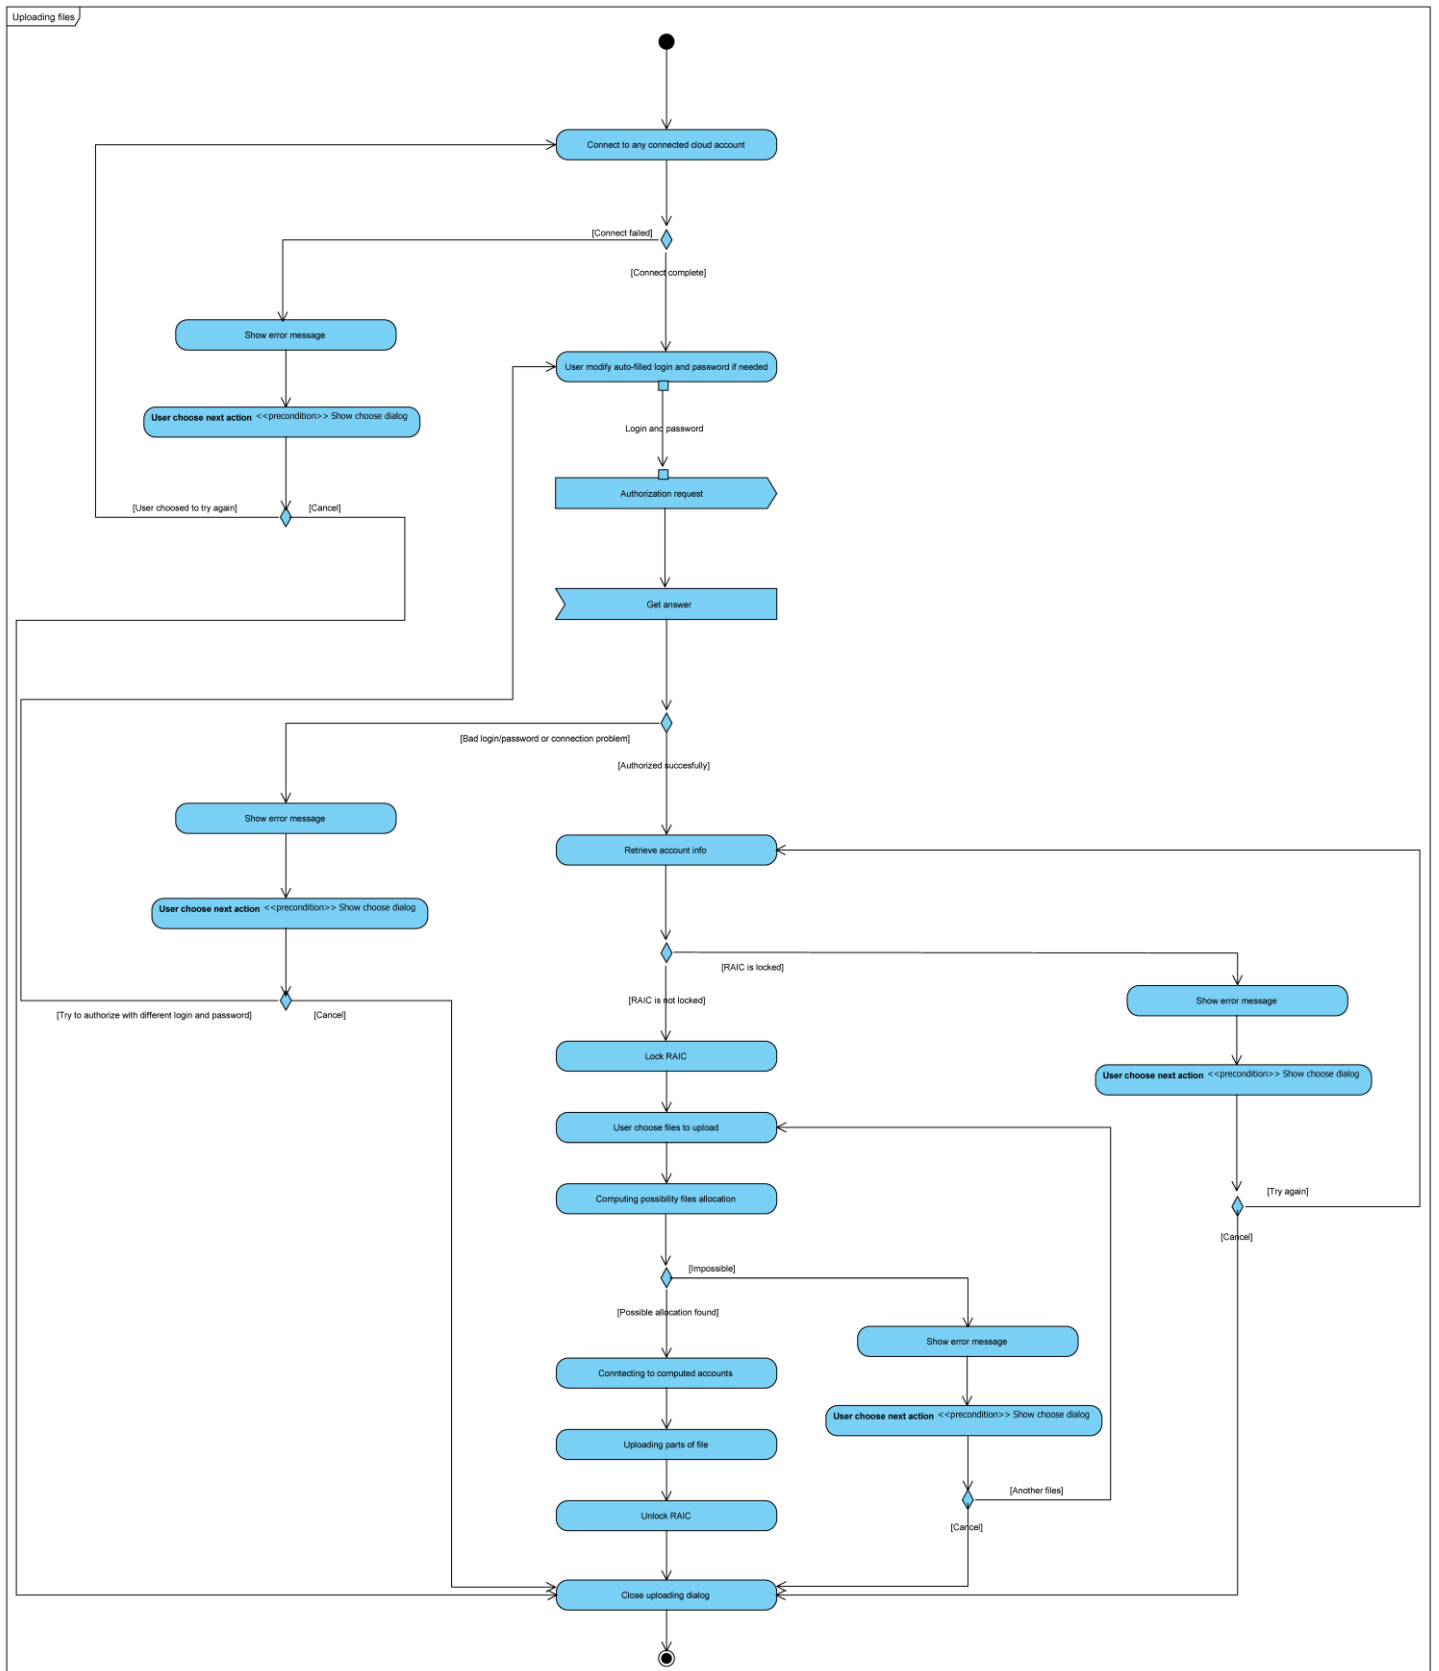 Uploading files
Connect to any connected cloud account
[Connect failed]
[Connect complete]
Show error message
User modify auto-filled login and password if needed
User choose next action <<precondition>> Show choose dialog
Login and password
Authorization request
[User choosed to try again]
[Cancel]
Get answer
[Bad login/password or connection problem]
[Authorized succesfully]
Show error message
Retrieve account info
User choose next action <<precondition>> Show choose dialog
[RAIC is locked]
[RAIC is not locked]
Show error message
[Try to authorize with different login and password]
[Cancel]
Lock RAIC
User choose next action <<precondition>> Show choose dialog
User choose files to upload
Computing possibility files allocation
[Try again]
[Cancel]
[Impossible]
[Possible allocation found]
Show error message
Conntecting to computed accounts
User choose next action <<precondition>> Show choose dialog
Uploading parts of file
[Another files]
Unlock RAIC
[Cancel]
Close uploading dialog